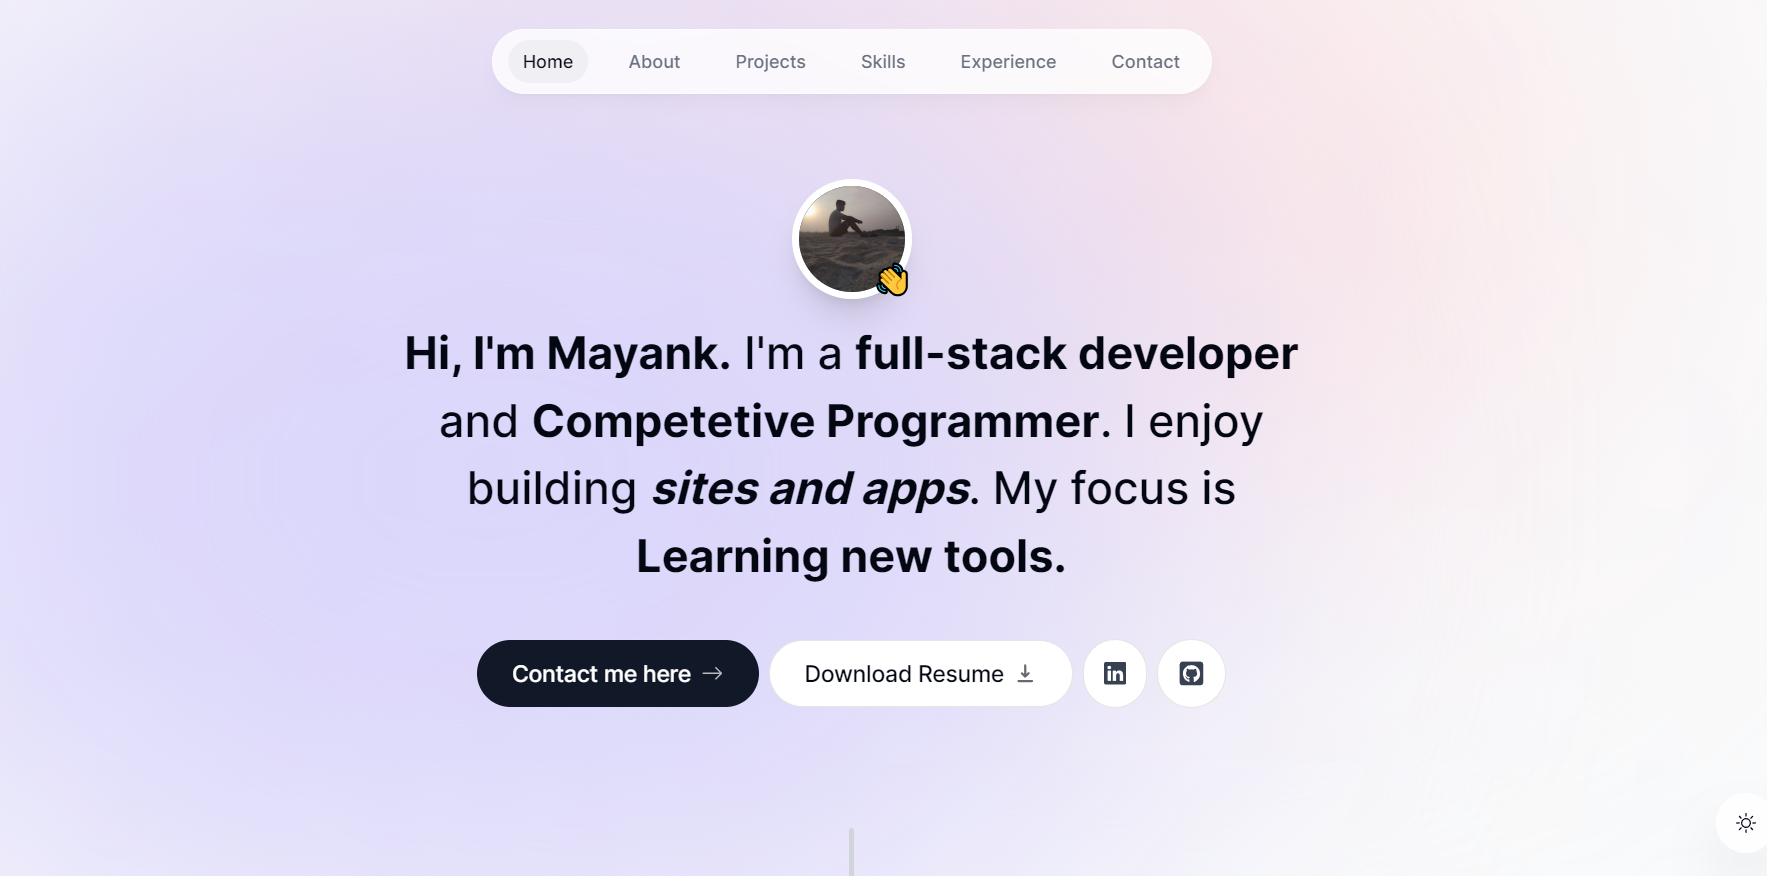 Home About Projects Skills Experience Contact
Hi, I'm Mayank. I'm a full-stack developer
and Competetive Programmer. I enjoy
building sites and apps. My focus is
Learning new tools.
Contact me here Download Resume in